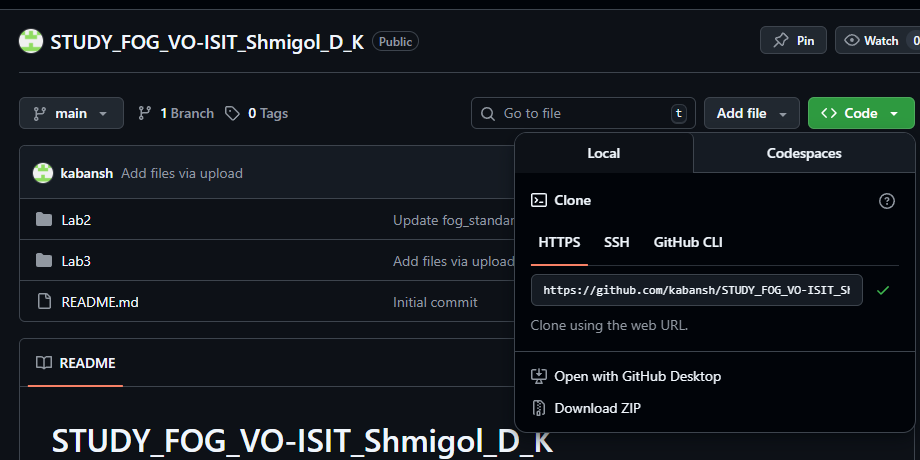 STUDY_FOG_VO-ISIT_Shmigol_D_K Public Pin Watch 0
main 1 Branch 0 Tags Go to file t Add file <> Code
Local Codespaces
kabansh Add files via upload
Clone
Lab2 Update fog_standar
HTTPS SSH GitHub CLI
Lab3 Add files via upload
https://github.com/kabansh/STUDY_FOG_VO-ISIT_Sh
README.md Initial commit
Clone using the web URL.
README
Open with GitHub Desktop
Download ZIP
STUDY_FOG_VO-ISIT_Shmigol_D_K